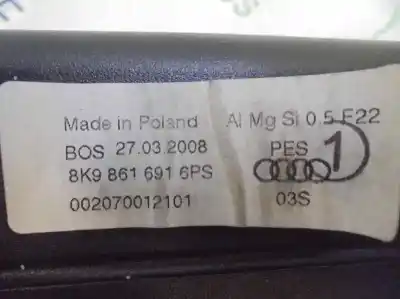 Made in Poland Al Mg Si 0.5 F22
BOS 27.03.2008 PES 1
8K9 861 691 6PS
002070012101 03S